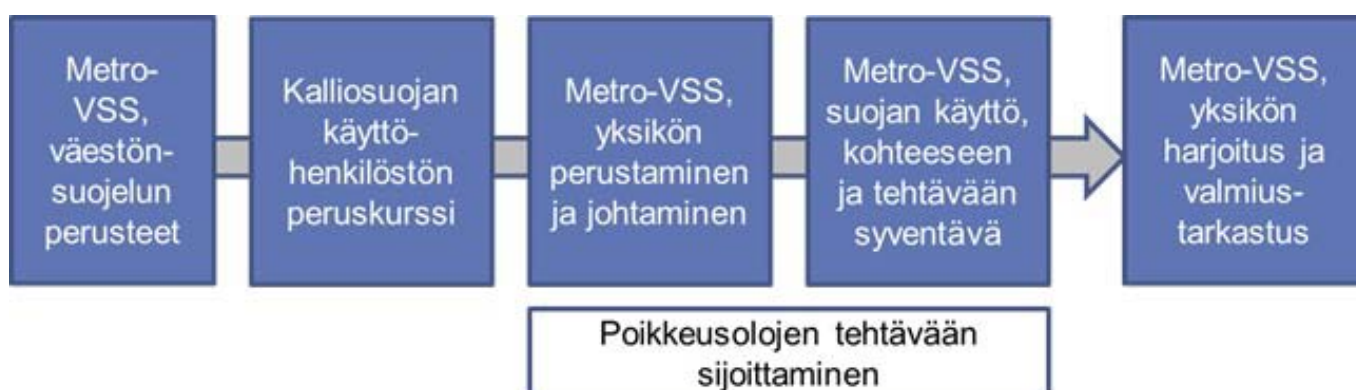 Metro-
VSS,
väestön-
suojelun
perusteet
Kalliosuojan
käyttö-
henkilöstön
peruskurssi
Metro-VSS,
yksikön
perustaminen
ja johtaminen
Metro-VSS,
suojan käyttö,
kohteeseen
ja tehtävään
syventävä
Metro-VSS,
yksikön
harjoitus ja
valmius-
tarkastus
Poikkeusolojen tehtävään
sijoittaminen